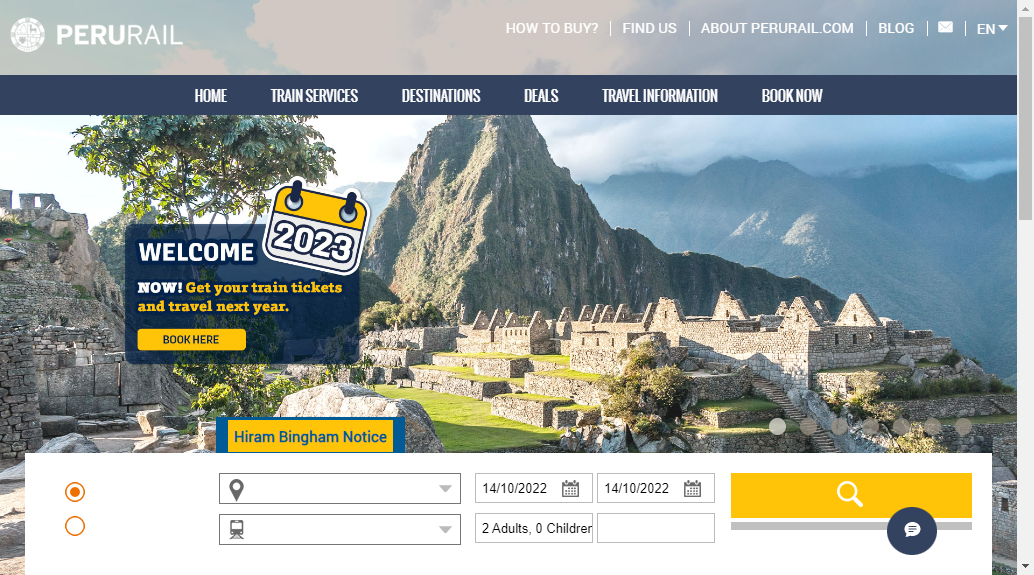 PERURAIL
HOW TO BUY?
FIND US
ABOUT PERURAIL.COM
BLOG
EN
HOME
TRAIN SERVICES
DESTINATIONS
DEALS
TRAVEL INFORMATION
BOOK NOW
2023
WELCOME
NOW! Get your train tickets
and travel next year.
BOOK HERE
Hiram Bingham Notice
14/10/2022
14/10/2022
2 Adults, 0 Children